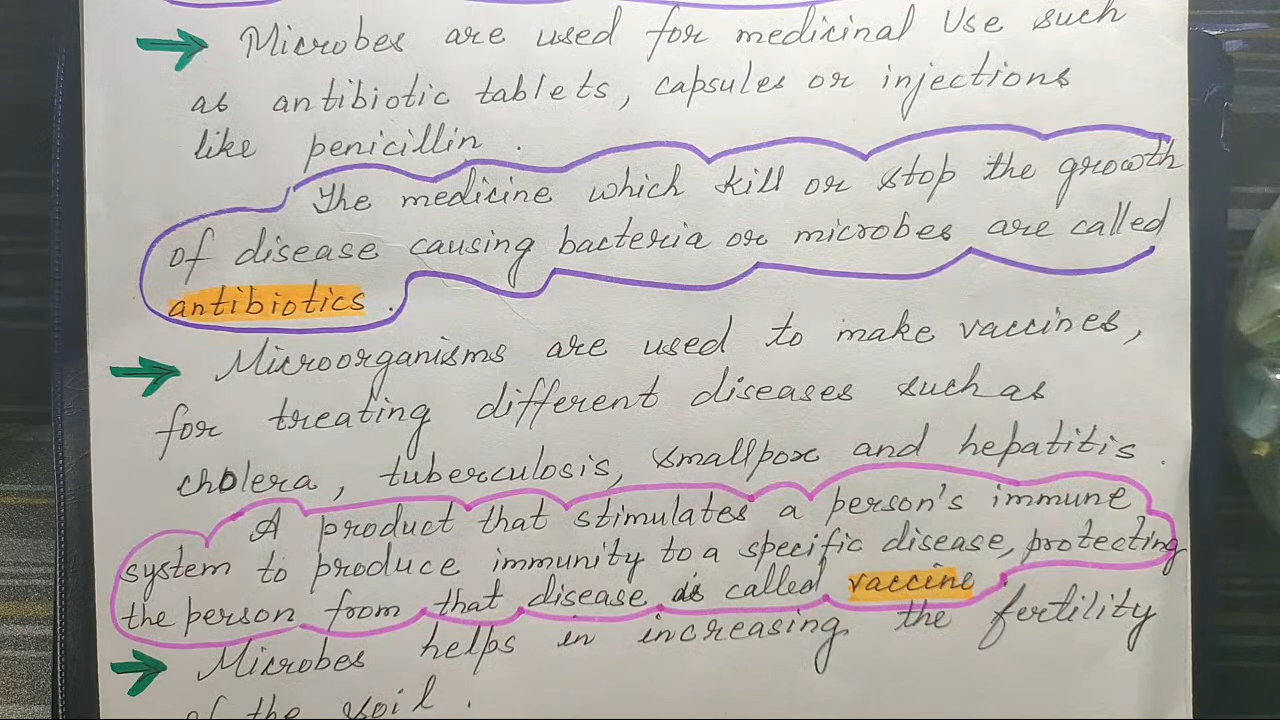 Microbes are used for medicinal Use such
as antibiotic tablets, capsules or injections
like penicillin.
The medicine which kill or stop the growth
of disease causing bacteria or microbes are called
antibiotics.
Microorganisms are used to make vaccines,
for treating different diseases such as
cholera, tuberculosis, smallpox and hepatitis.
A product that stimulates a person's immune
system to produce immunity to a specific disease, protecting
the person from that disease is called vaccine
Microbes helps in increasing the fertility
of the soil.